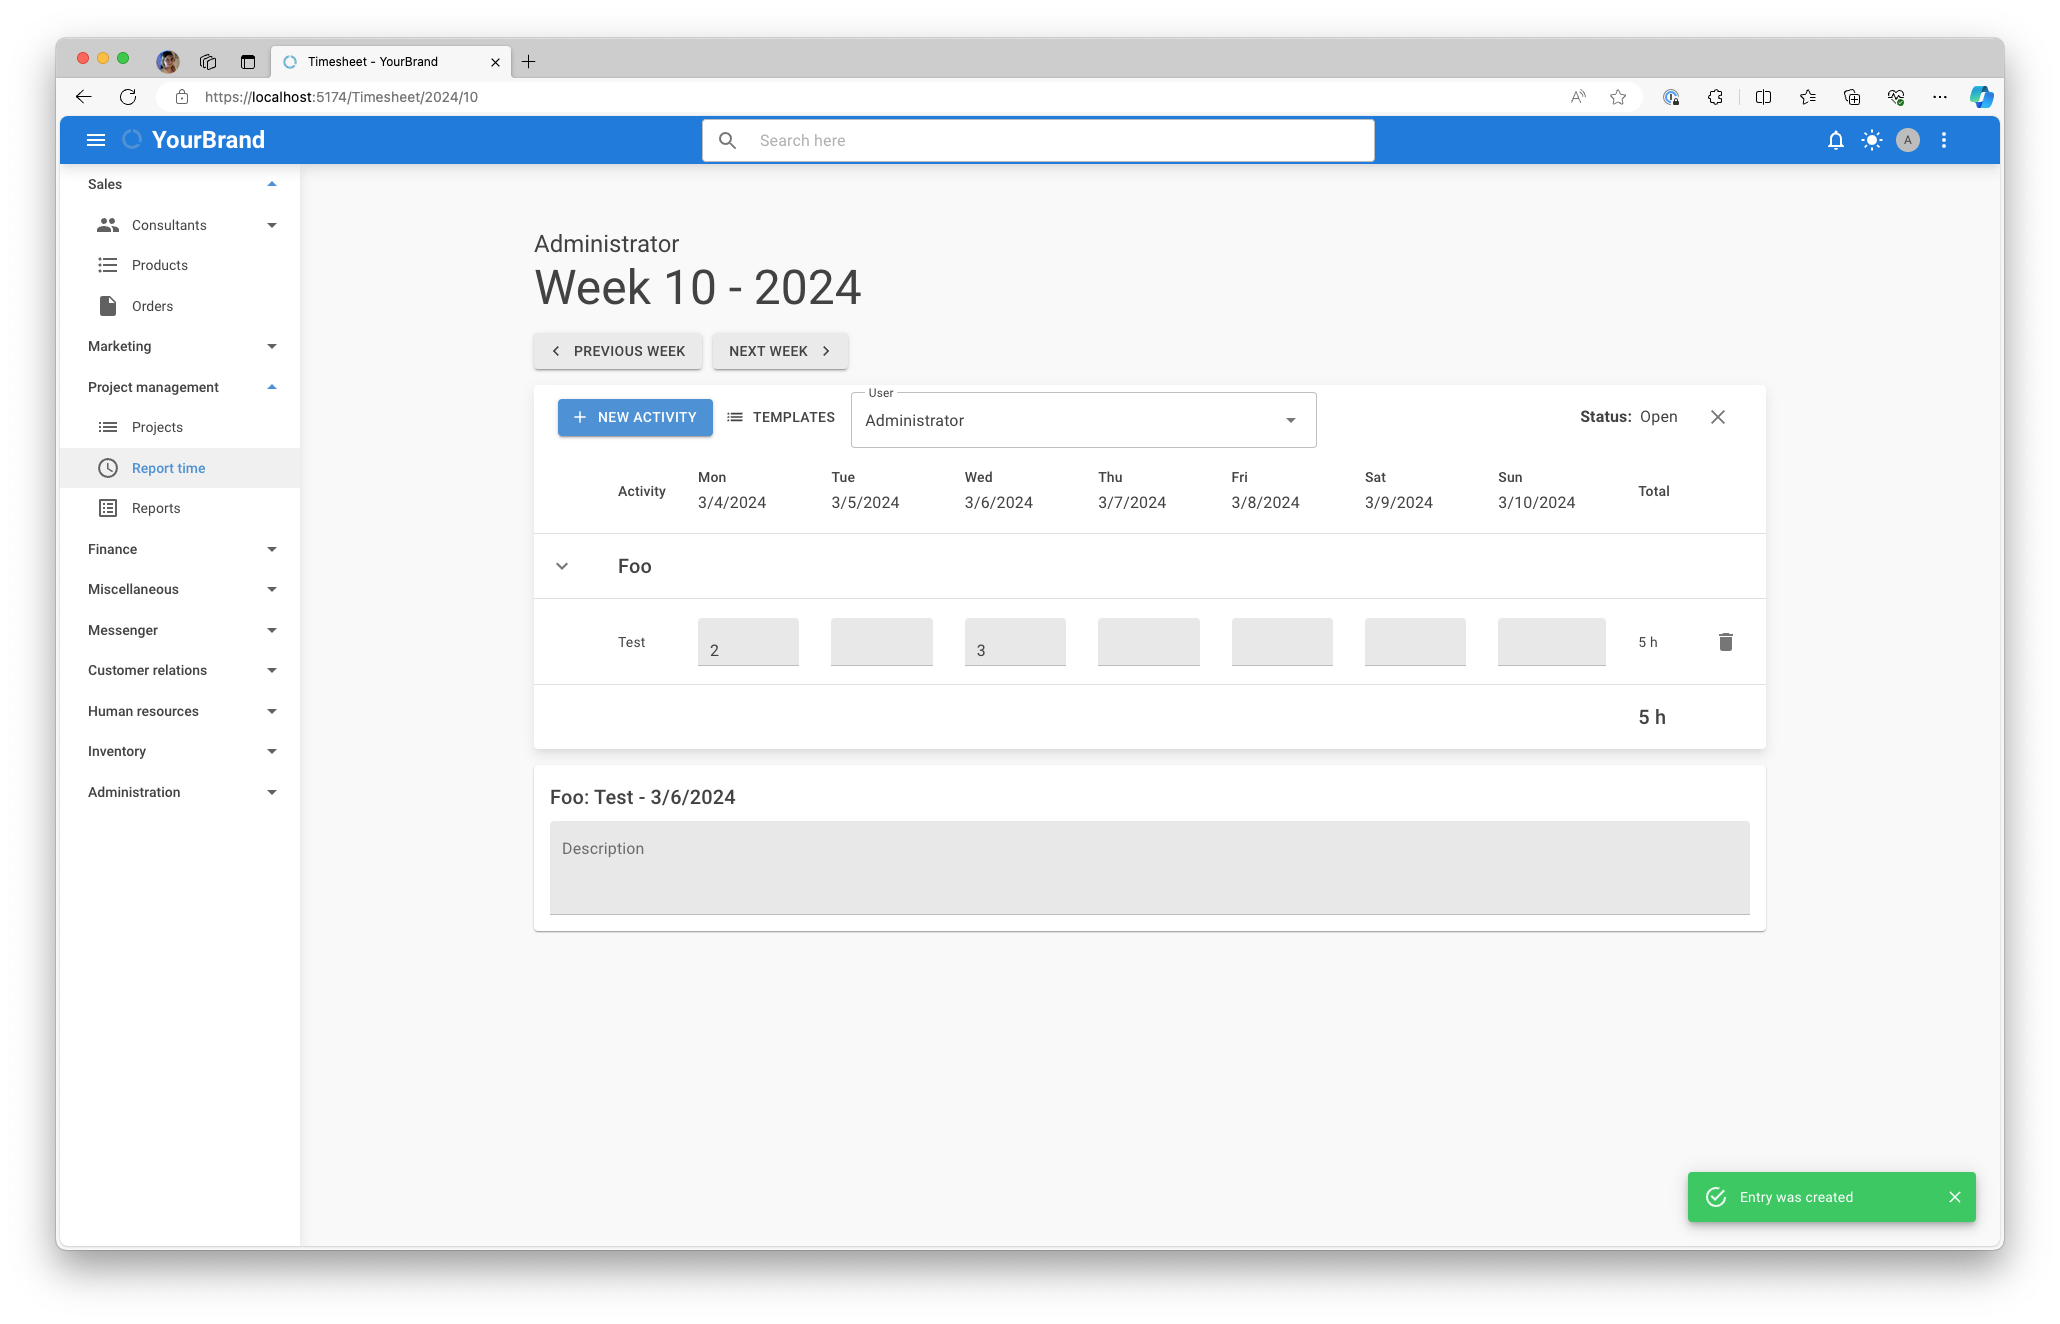 Timesheet - YourBrand
https://localhost:5174/Timesheet/2024/10
YourBrand
Search here
A
Sales
Consultants
Products
Orders
Marketing
Project management
Projects
Report time
Reports
Finance
Miscellaneous
Messenger
Customer relations
Human resources
Inventory
Administration
Administrator
Week 10 - 2024
PREVIOUS WEEK
NEXT WEEK
NEW ACTIVITY
TEMPLATES
User
Administrator
Status: Open
Activity
Mon
3/4/2024
Tue
3/5/2024
Wed
3/6/2024
Thu
3/7/2024
Fri
3/8/2024
Sat
3/9/2024
Sun
3/10/2024
Total
Foo
Test
2
3
5 h
5 h
Foo: Test - 3/6/2024
Description
Entry was created